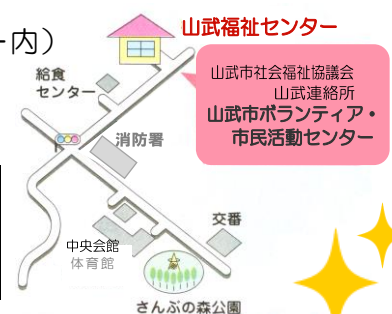 ー内）
山武福祉センター
山武市社会福祉協議会
山武連絡所
山武市ボランティア・
市民活動センター
給食
センター
消防署
交番
中央会館
体育館
さんぶの森公園